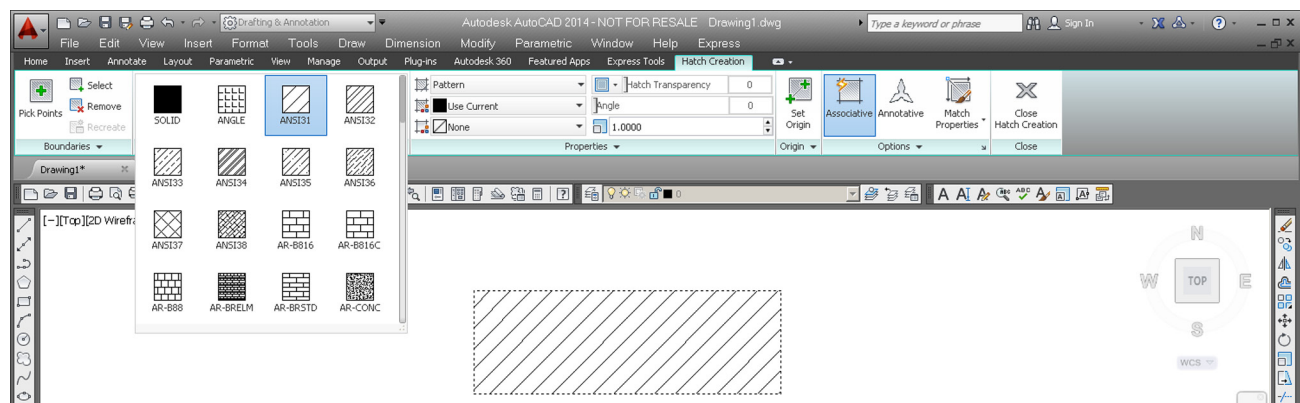 Drafting & Annotation
Autodesk AutoCAD 2014 - NOT FOR RESALE Drawing1.dwg
Type a keyword or phrase
Sign In
File Edit View Insert Format Tools Draw Dimension Modify Parametric Window Help Express
Home Insert Annotate Layout Parametric View Manage Output Plug-ins Autodesk 360 Featured Apps Express Tools Hatch Creation
Pick Points
Select
Remove
Recreate
Boundaries
SOLID ANGLE ANSI31 ANSI32
ANSI33 ANSI34 ANSI35 ANSI36
ANSI37 ANSI38 AR-B816 AR-B816C
AR-B88 AR-BRELM AR-BRSTD AR-CONC
Pattern
Use Current
None
Hatch Transparency 0
Angle 0
1.0000
Properties
Set
Origin
Origin
Associative Annotative
Match
Properties
Options
Close
Hatch Creation
Close
Drawing1*
0
[-][Top][2D Wirefra
N
W TOP E
S
WCS